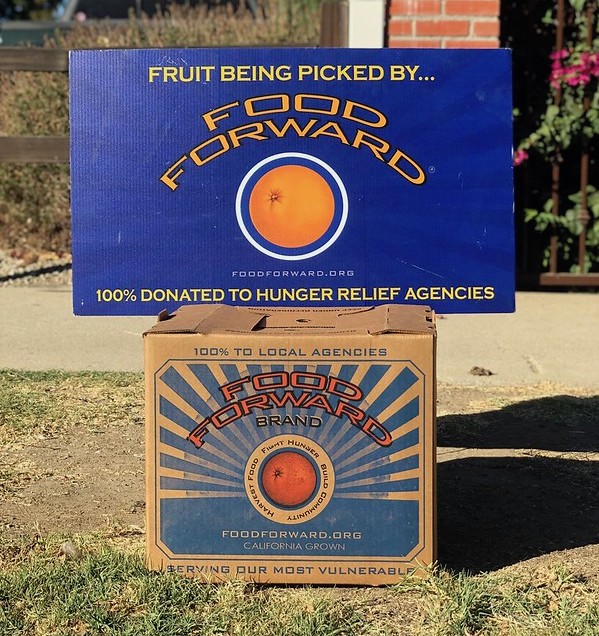 FRUIT BEING PICKED BY...
FOOD
FORWARD
FOODFORWARD.ORG
100% DONATED TO HUNGER RELIEF AGENCIES
100% TO LOCAL AGENCIES
FOOD
FORWARD
BRAND
HARVEST FOOD FIGHT HUNGER BUILD COMMUNITY
FOODFORWARD.ORG
CALIFORNIA GROWN
SERVING OUR MOST VULNERABLE